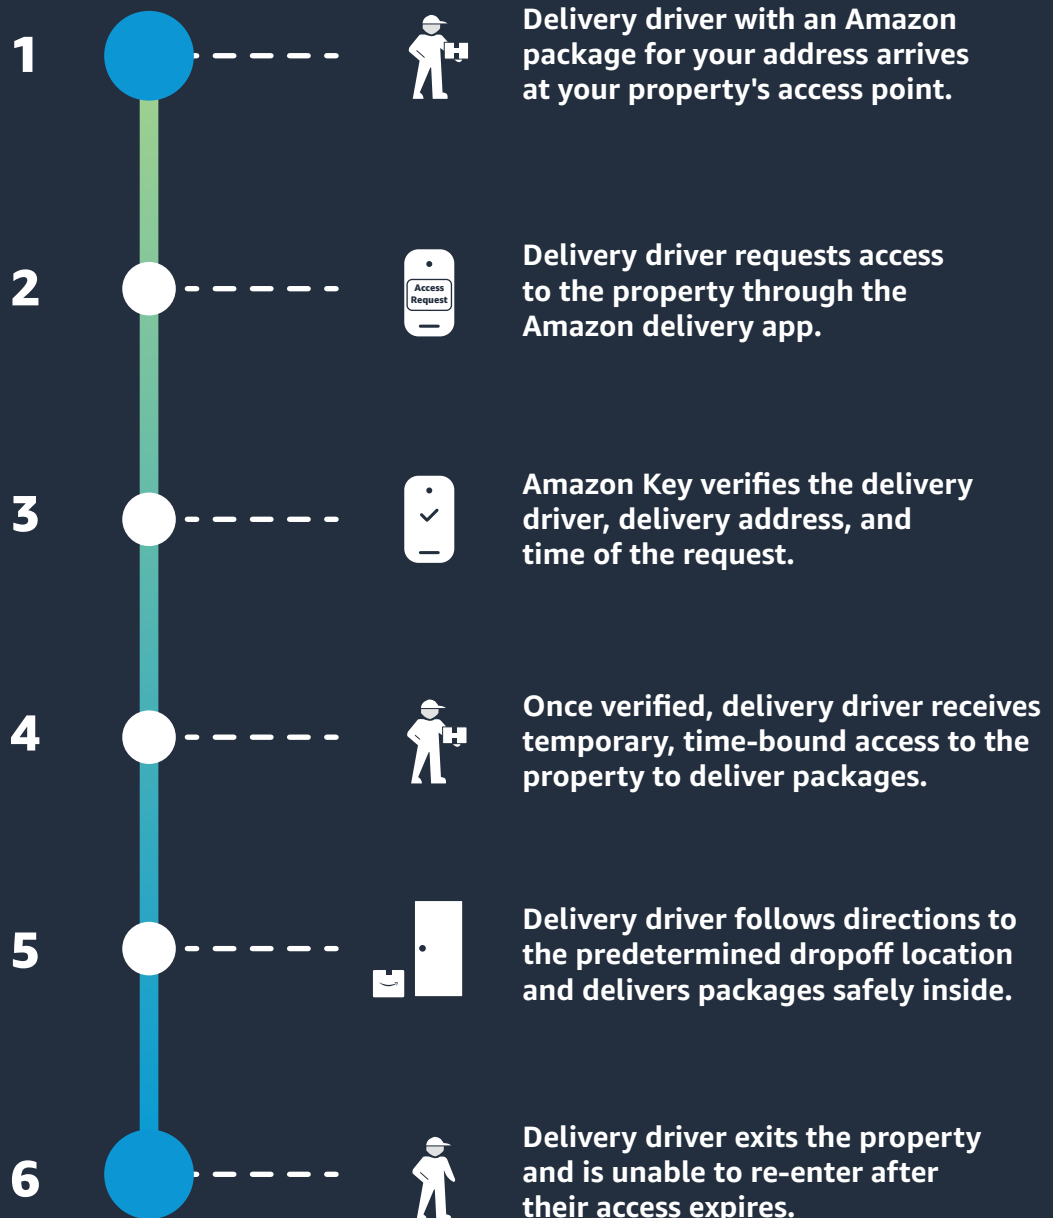 1
Delivery driver with an Amazon
package for your address arrives
at your property's access point.
2
Access
Request
Delivery driver requests access
to the property through the
Amazon delivery app.
3
Amazon Key verifies the delivery
driver, delivery address, and
time of the request.
4
Once verified, delivery driver receives
temporary, time-bound access to the
property to deliver packages.
5
Delivery driver follows directions to
the predetermined dropoff location
and delivers packages safely inside.
6
Delivery driver exits the property
and is unable to re-enter after
their access expires.